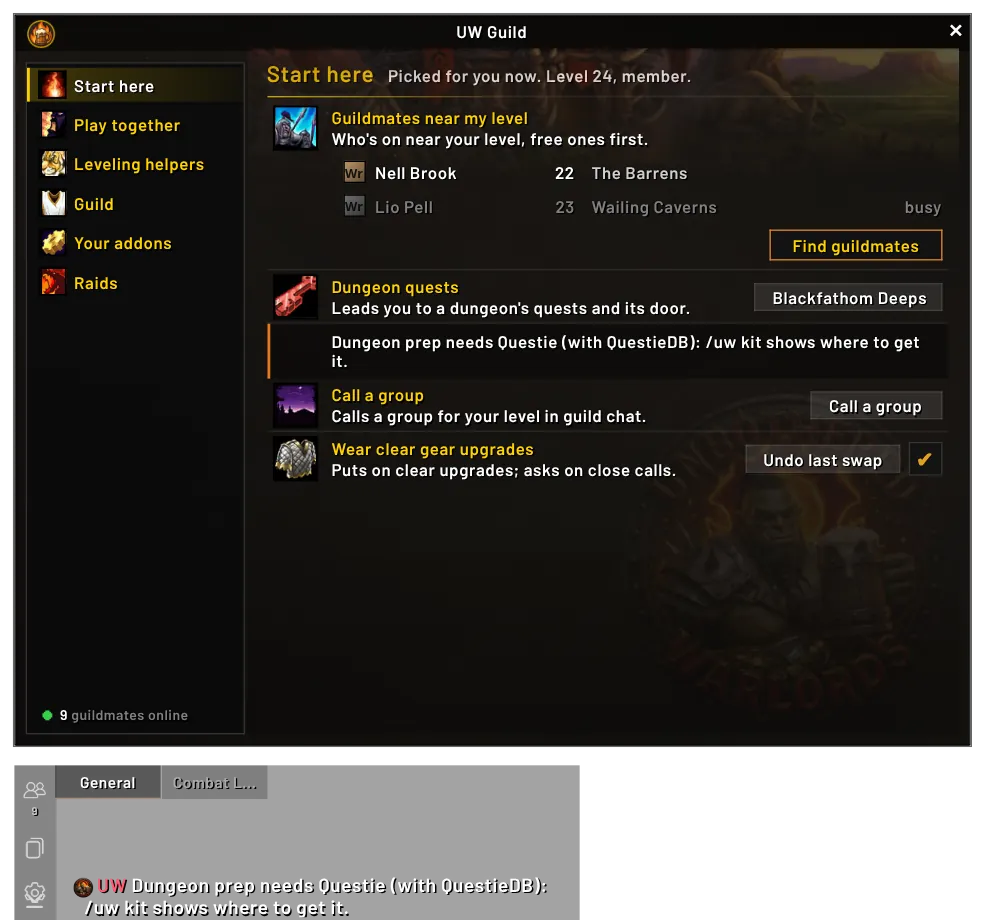 UW Guild
Start here
Play together
Leveling helpers
Guild
Your addons
Raids
9 guildmates online
Start here Picked for you now. Level 24, member.
Guildmates near my level
Who's on near your level, free ones first.
Wr Nell Brook 22 The Barrens
Wr Lio Pell 23 Wailing Caverns busy
Find guildmates
Dungeon quests
Leads you to a dungeon's quests and its door.
Blackfathom Deeps
Dungeon prep needs Questie (with QuestieDB): /uw kit shows where to get
it.
Call a group
Calls a group for your level in guild chat.
Call a group
Wear clear gear upgrades
Puts on clear upgrades; asks on close calls.
Undo last swap
General Combat L...
9
UW Dungeon prep needs Questie (with QuestieDB):
/uw kit shows where to get it.